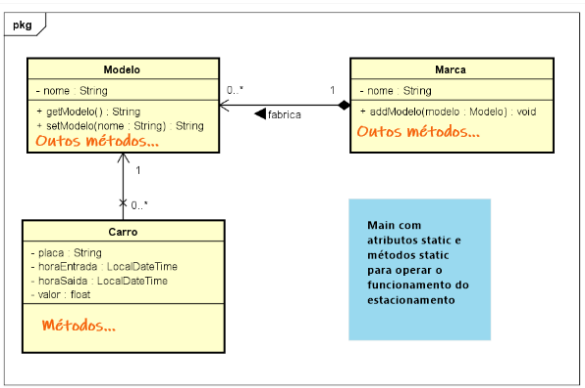 pkg
Modelo
- nome : String
+ getModelo() : String
+ setModelo(nome : String) : String
Outos métodos...
0..*
1
fabrica
Marca
- nome : String
+ addModelo(modelo : Modelo) : void
Outos métodos...
1
0..*
Carro
- placa : String
- horaEntrada : LocalDateTime
- horaSaida : LocalDateTime
- valor : float
Métodos...
Main com
atributos static e
métodos static
para operar o
funcionamento do
estacionamento